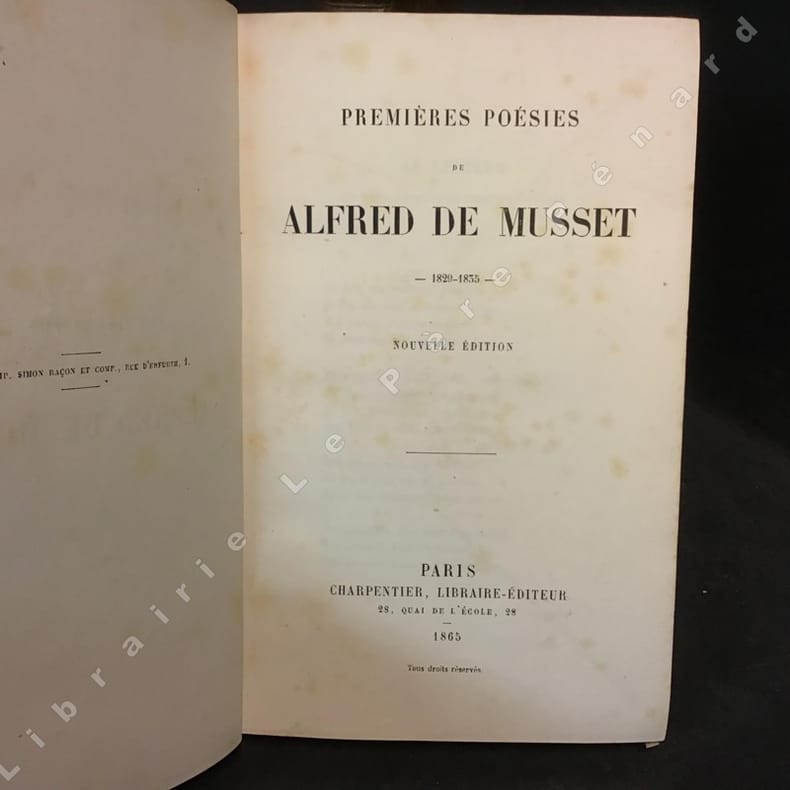 IMP. SIMON RAÇON ET COMP., RUE D'ERFURTH, 1.
PREMIÈRES POÉSIES
DE
ALFRED DE MUSSET
— 1829-1835 —
NOUVELLE ÉDITION
PARIS
CHARPENTIER, LIBRAIRE-ÉDITEUR
28, QUAI DE L'ÉCOLE, 28
1865
Tous droits réservés.
Librairie Le Père Pénard